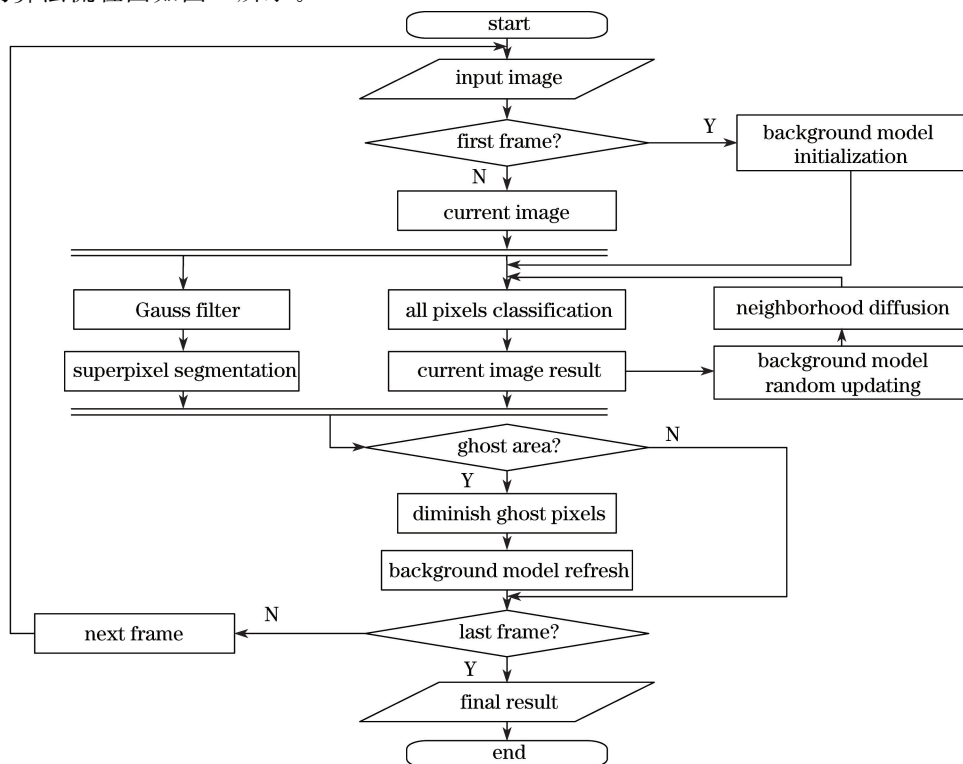 start
input image
first frame?
Y
background model
initialization
N
current image
Gauss filter
all pixels classification
neighborhood diffusion
superpixel segmentation
current image result
background model
random updating
ghost area?
N
Y
diminish ghost pixels
background model refresh
next frame
N
last frame?
Y
final result
end